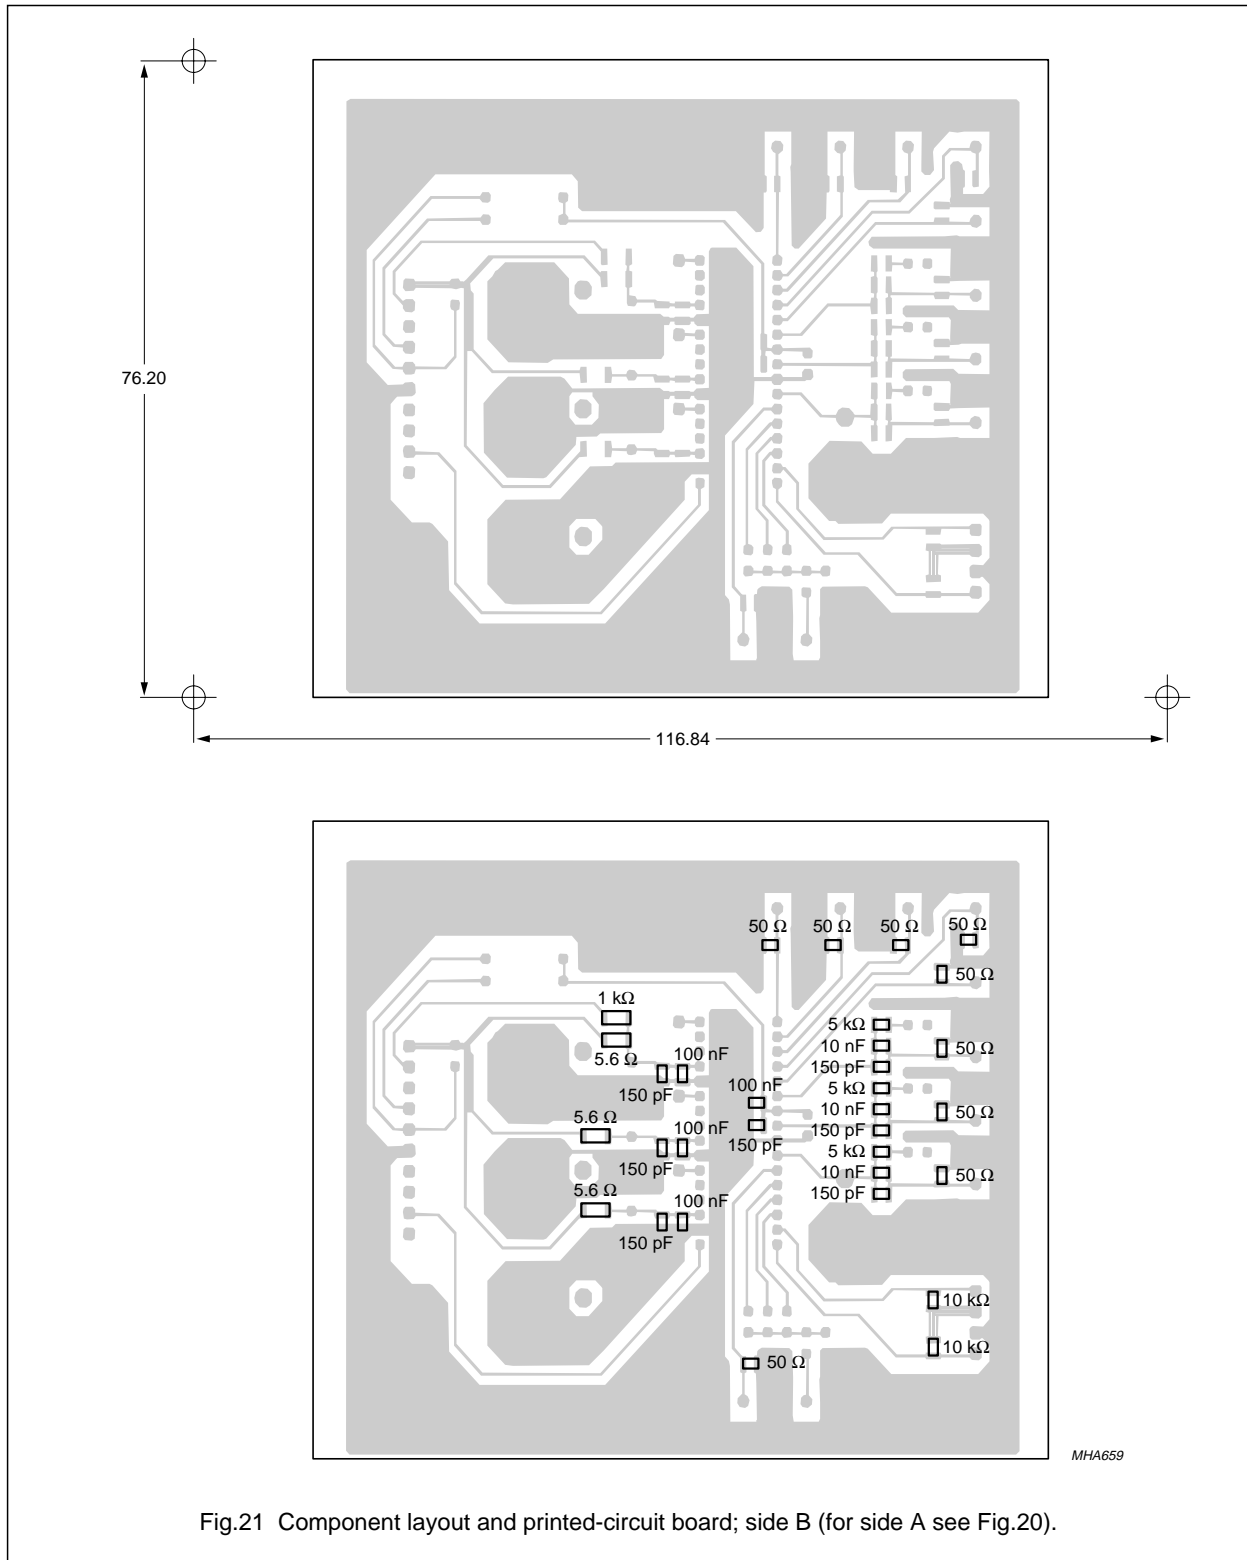 76.20
116.84
50 Ω 50 Ω 50 Ω 50 Ω
50 Ω
1 kΩ
5 kΩ
10 nF
50 Ω
5.6 Ω
100 nF
150 pF
150 pF
100 nF
5 kΩ
10 nF
50 Ω
5.6 Ω
100 nF
150 pF
150 pF
150 pF
5 kΩ
10 nF
50 Ω
5.6 Ω
100 nF
150 pF
150 pF
10 kΩ
10 kΩ
50 Ω
MHA659
Fig.21 Component layout and printed-circuit board; side B (for side A see Fig.20).